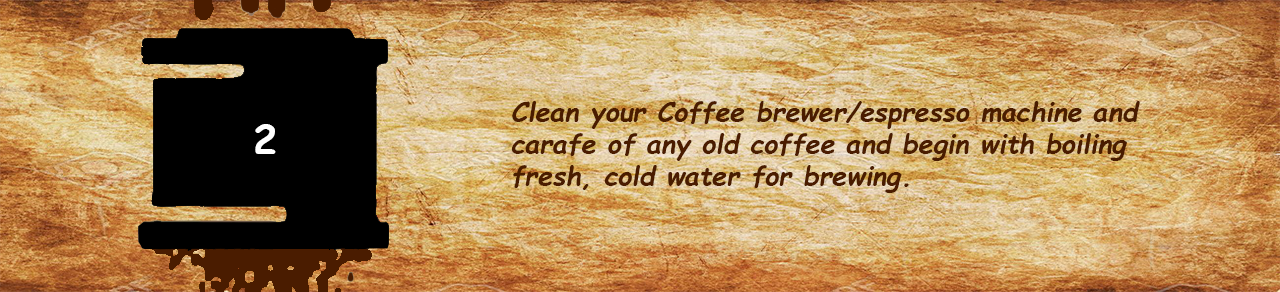 2
Clean your Coffee brewer/espresso machine and
carafe of any old coffee and begin with boiling
fresh, cold water for brewing.